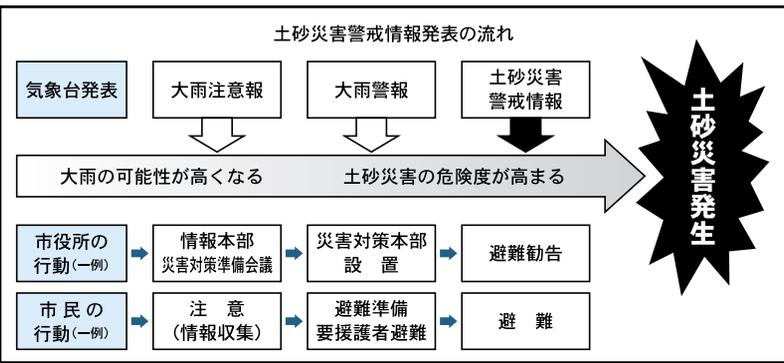 土砂災害警戒情報発表の流れ
気象台発表
大雨注意報
大雨警報
土砂災害
警戒情報
大雨の可能性が高くなる
土砂災害の危険度が高まる
土砂災害発生
市役所の
行動(一例)
情報本部
災害対策準備会議
災害対策本部
設 置
避難勧告
市 民 の
行動(一例)
注 意
(情報収集)
避難準備
要援護者避難
避 難